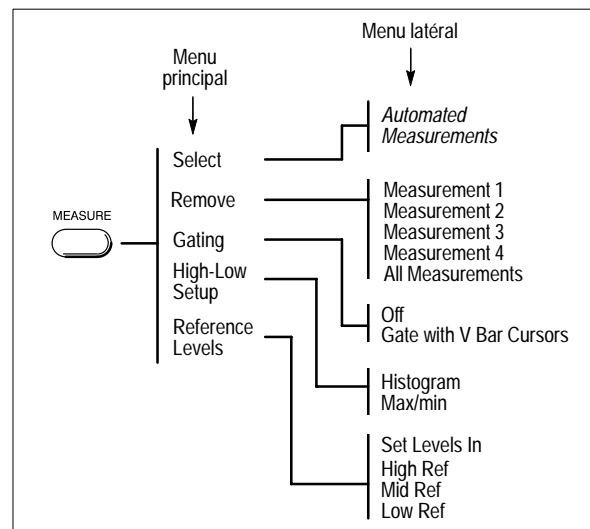 Menu latéral
Menu
principal
Automated
Measurements
Select
Remove
MEASURE
Gating
High-Low
Setup
Reference
Levels
Measurement 1
Measurement 2
Measurement 3
Measurement 4
All Measurements
Off
Gate with V Bar Cursors
Histogram
Max/min
Set Levels In
High Ref
Mid Ref
Low Ref